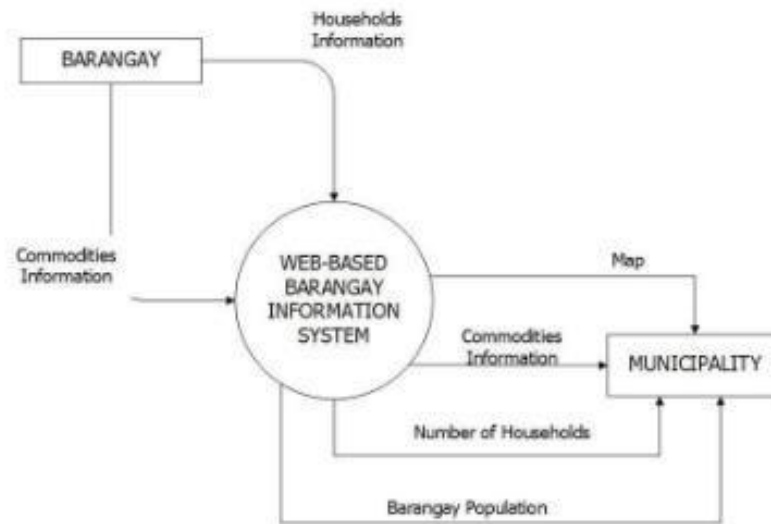 Households
Information
BARANGAY
Commodities
Information
WEB-BASED
BARANGAY
INFORMATION
SYSTEM
Map
Commodities
Information
MUNICIPALITY
Number of Households
Barangay Population